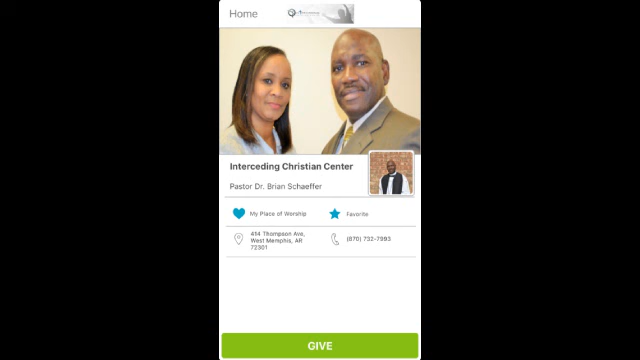 Home
Interceding Christian Center
Pastor Dr. Brian Schaeffer
My Place of Worship
Favorite
414 Thompson Ave,
West Memphis, AR
72301
(870) 732-7993
GIVE